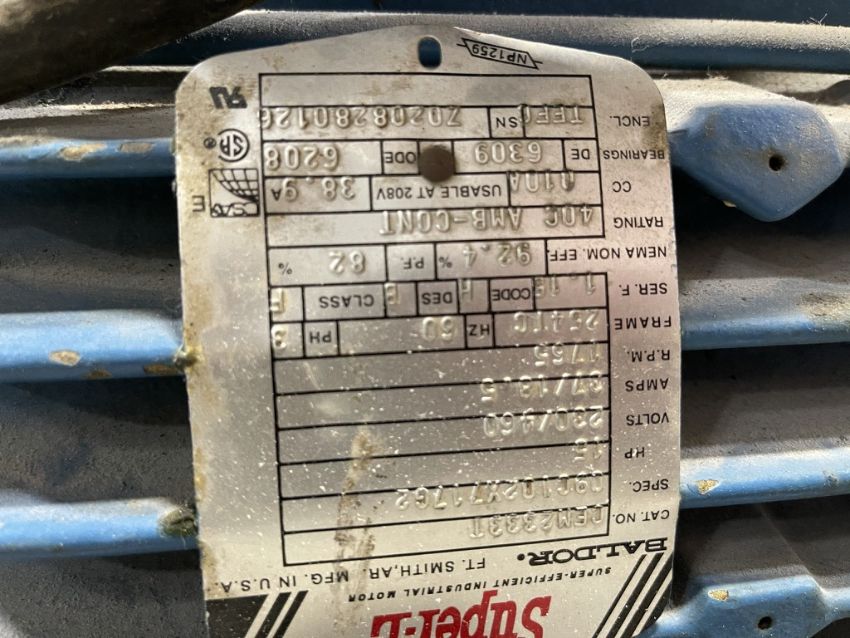 Super-E
SUPER-EFFICIENT INDUSTRIAL MOTOR
BALDOR. FT. SMITH, AR. MFG. IN U.S.A.
CAT. NO. CEM2333T
SPEC. 09C102X717G2
HP 15
VOLTS 230/460
AMPS 37/18.5
R.P.M. 1765
FRAME 254TC HZ 60 PH 3
SER. F. 1.15 CODE H DES B CLASS F
NEMA NOM. EFF. 92.4 % P.F. 82 %
RATING 40C AMB-CONT
CC 010A USABLE AT 208V 38.9 A
BEARINGS DE 6309 ODE 6208
ENCL. TEFC SN Z0208280126
NP1259